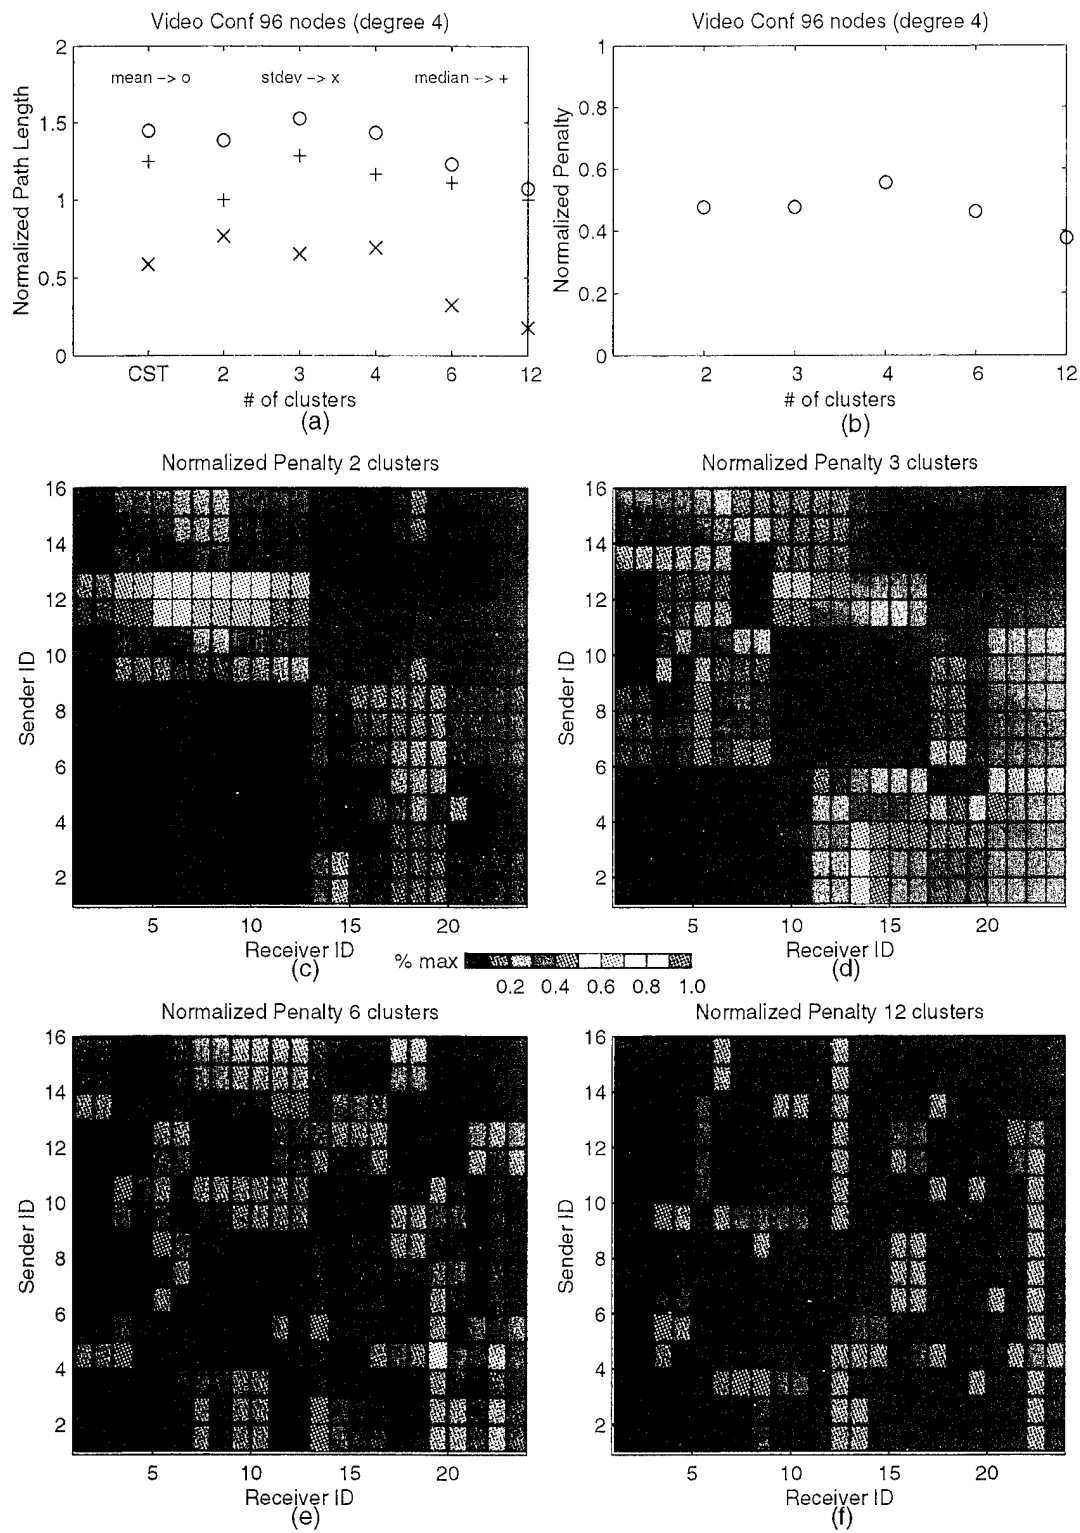 Video Conf 96 nodes (degree 4)
2
1.5
1
0.5
0
mean -> o
stdev -> x
median -> +
Normalized Path Length
CST
2
3
4
6
12
# of clusters
(a)
Video Conf 96 nodes (degree 4)
1
0.8
0.6
0.4
0.2
0
Normalized Penalty
2
3
4
6
12
# of clusters
(b)
Normalized Penalty 2 clusters
16
14
12
10
8
6
4
2
Sender ID
5
10
15
20
Receiver ID
(c)
Normalized Penalty 3 clusters
16
14
12
10
8
6
4
2
Sender ID
5
10
15
20
Receiver ID
(d)
% max
0.2 0.4 0.6 0.8 1.0
Normalized Penalty 6 clusters
16
14
12
10
8
6
4
2
Sender ID
5
10
15
20
Receiver ID
(e)
Normalized Penalty 12 clusters
16
14
12
10
8
6
4
2
Sender ID
5
10
15
20
Receiver ID
(f)